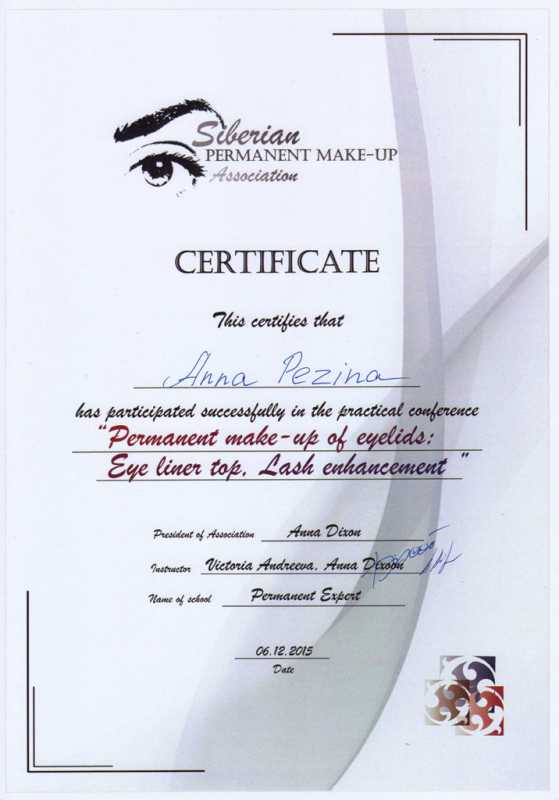 Siberian
PERMANENT MAKE-UP
Association
CERTIFICATE
This certifies that
Anna Pezina
has participated successfully in the practical conference
"Permanent make-up of eyelids:
Eye liner top, Lash enhancement "
President of Association Anna Dixon
Instructor Victoria Andreeva, Anna Dixoon
Name of school Permanent Expert
06.12.2015
Date